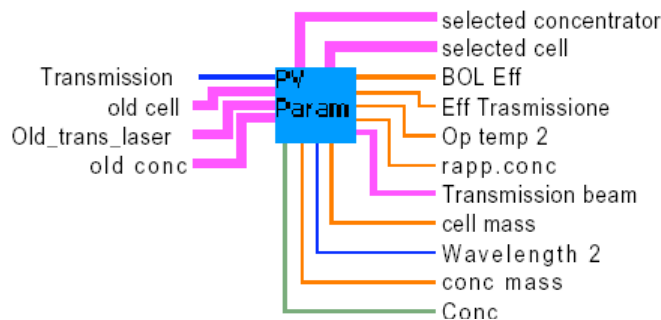 selected concentrator
selected cell
Transmission
PV
Param
BOL Eff
old cell
Eff Trasmissione
Old_trans_laser
Op temp 2
old conc
rapp.conc
Transmission beam
cell mass
Wavelength 2
conc mass
Conc